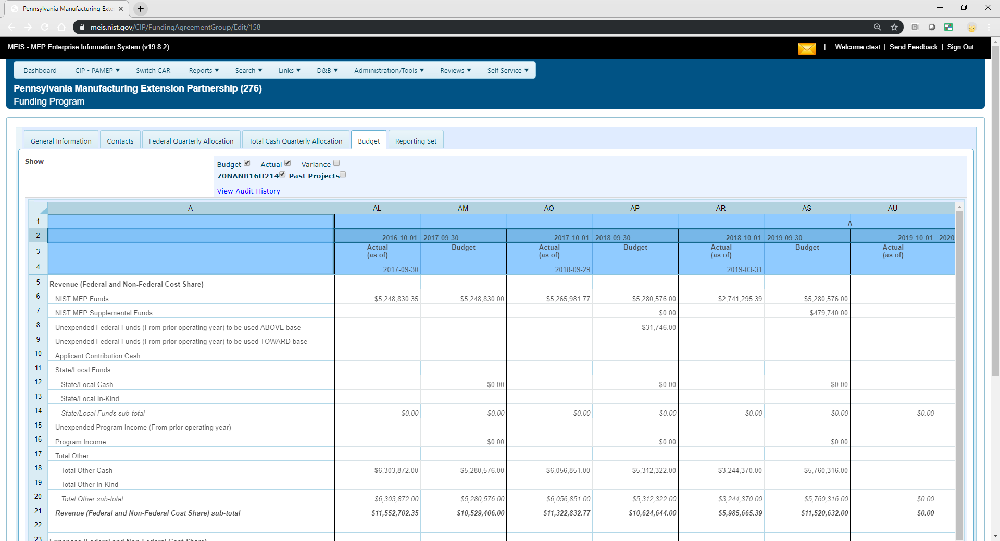 Pennsylvania Manufacturing Exte
meis.nist.gov/CIP/FundingAgreementGroup/Edit/158
MEIS - MEP Enterprise Information System (v19.8.2)
| Welcome ctest | Send Feedback | Sign Out
Dashboard CIP - PAMEP ▼ Switch CAR Reports ▼ Search ▼ Links ▼ D&B ▼ Administration/Tools ▼ Reviews ▼ Self Service ▼
Pennsylvania Manufacturing Extension Partnership (276)
Funding Program
General Information Contacts Federal Quarterly Allocation Total Cash Quarterly Allocation Budget Reporting Set
Show
Budget Actual Variance
70NANB16H214 Past Projects
View Audit History
A AL AM AO AP AR AS AU
1 A
2 2016-10-01 - 2017-09-30 2017-10-01 - 2018-09-30 2018-10-01 - 2019-09-30 2019-10-01 - 2020
3 Actual (as of) Budget Actual (as of) Budget Actual (as of) Budget Actual (as of)
4 2017-09-30 2018-09-29 2019-03-31
5 Revenue (Federal and Non-Federal Cost Share)
6 NIST MEP Funds $5,248,830.35 $5,248,830.00 $5,265,981.77 $5,280,576.00 $2,741,295.39 $5,280,576.00
7 NIST MEP Supplemental Funds $0.00 $479,740.00
8 Unexpended Federal Funds (From prior operating year) to be used ABOVE base $31,746.00
9 Unexpended Federal Funds (From prior operating year) to be used TOWARD base
10 Applicant Contribution Cash
11 State/Local Funds
12 State/Local Cash $0.00 $0.00 $0.00
13 State/Local In-Kind
14 State/Local Funds sub-total $0.00 $0.00 $0.00 $0.00 $0.00 $0.00 $0.00
15 Unexpended Program Income (From prior operating year)
16 Program Income $0.00 $0.00 $0.00
17 Total Other
18 Total Other Cash $6,303,872.00 $5,280,576.00 $6,056,851.00 $5,312,322.00 $3,244,370.00 $5,760,316.00
19 Total Other In-Kind
20 Total Other sub-total $6,303,872.00 $5,280,576.00 $6,056,851.00 $5,312,322.00 $3,244,370.00 $5,760,316.00 $0.00
21 Revenue (Federal and Non-Federal Cost Share) sub-total $11,552,702.35 $10,529,406.00 $11,322,832.77 $10,624,644.00 $5,985,665.39 $11,520,632.00 $0.00
22
23 Expenses (Federal and Non-Federal Cost Share)